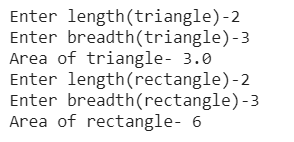 Enter length(triangle)-2
Enter breadth(triangle)-3
Area of triangle- 3.0
Enter length(rectangle)-2
Enter breadth(rectangle)-3
Area of rectangle- 6